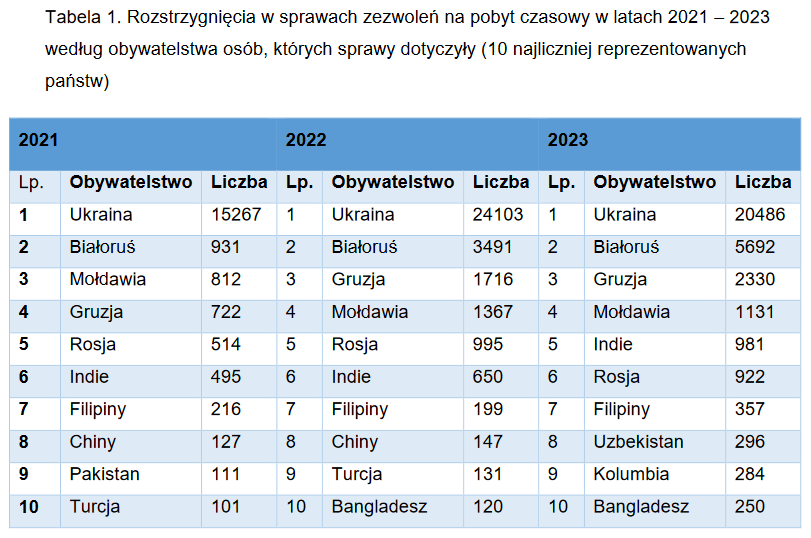 Tabela 1. Rozstrzygnięcia w sprawach zezwoleń na pobyt czasowy w latach 2021 – 2023
według obywatelstwa osób, których sprawy dotyczyły (10 najliczniej reprezentowanych
państw)
2021 2022 2023
Lp. Obywatelstwo Liczba Lp. Obywatelstwo Liczba Lp. Obywatelstwo Liczba
1 Ukraina 15267 1 Ukraina 24103 1 Ukraina 20486
2 Białoruś 931 2 Białoruś 3491 2 Białoruś 5692
3 Mołdawia 812 3 Gruzja 1716 3 Gruzja 2330
4 Gruzja 722 4 Mołdawia 1367 4 Mołdawia 1131
5 Rosja 514 5 Rosja 995 5 Indie 981
6 Indie 495 6 Indie 650 6 Rosja 922
7 Filipiny 216 7 Filipiny 199 7 Filipiny 357
8 Chiny 127 8 Chiny 147 8 Uzbekistan 296
9 Pakistan 111 9 Turcja 131 9 Kolumbia 284
10 Turcja 101 10 Bangladesz 120 10 Bangladesz 250